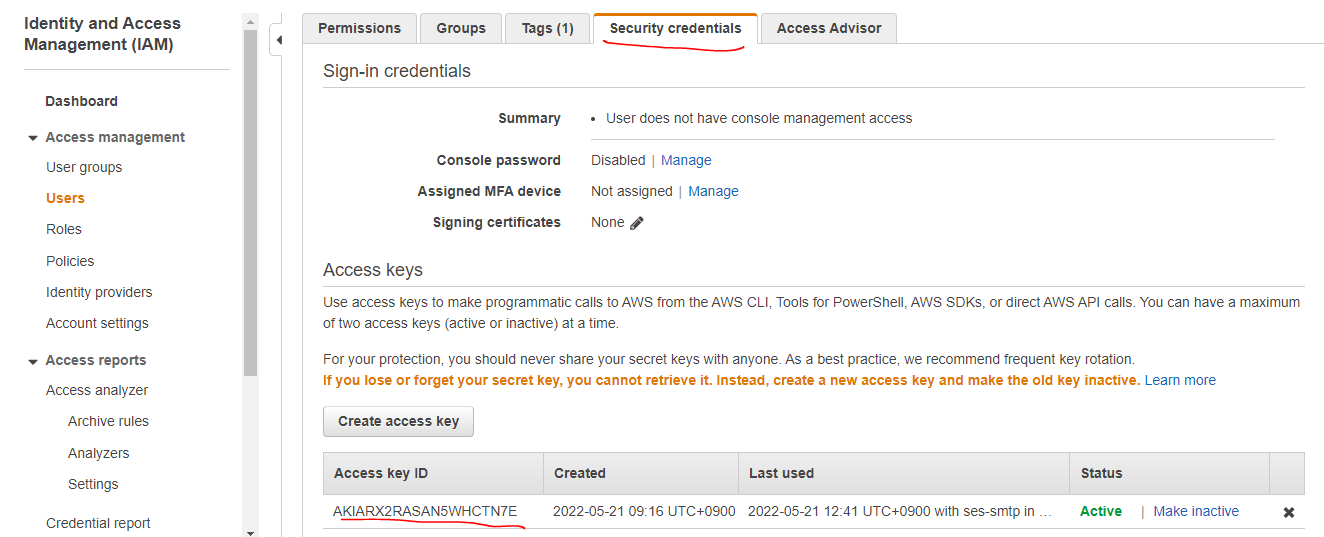 Identity and Access
Management (IAM)
Dashboard
Access management
User groups
Users
Roles
Policies
Identity providers
Account settings
Access reports
Access analyzer
Archive rules
Analyzers
Settings
Credential report
Permissions
Groups
Tags (1)
Security credentials
Access Advisor
Sign-in credentials
Summary • User does not have console management access
Console password Disabled | Manage
Assigned MFA device Not assigned | Manage
Signing certificates None
Access keys
Use access keys to make programmatic calls to AWS from the AWS CLI, Tools for PowerShell, AWS SDKs, or direct AWS API calls. You can have a maximum
of two access keys (active or inactive) at a time.
For your protection, you should never share your secret keys with anyone. As a best practice, we recommend frequent key rotation.
If you lose or forget your secret key, you cannot retrieve it. Instead, create a new access key and make the old key inactive. Learn more
Create access key
Access key ID Created Last used Status
AKIARX2RASAN5WHCTN7E 2022-05-21 09:16 UTC+0900 2022-05-21 12:41 UTC+0900 with ses-smtp in ... Active | Make inactive